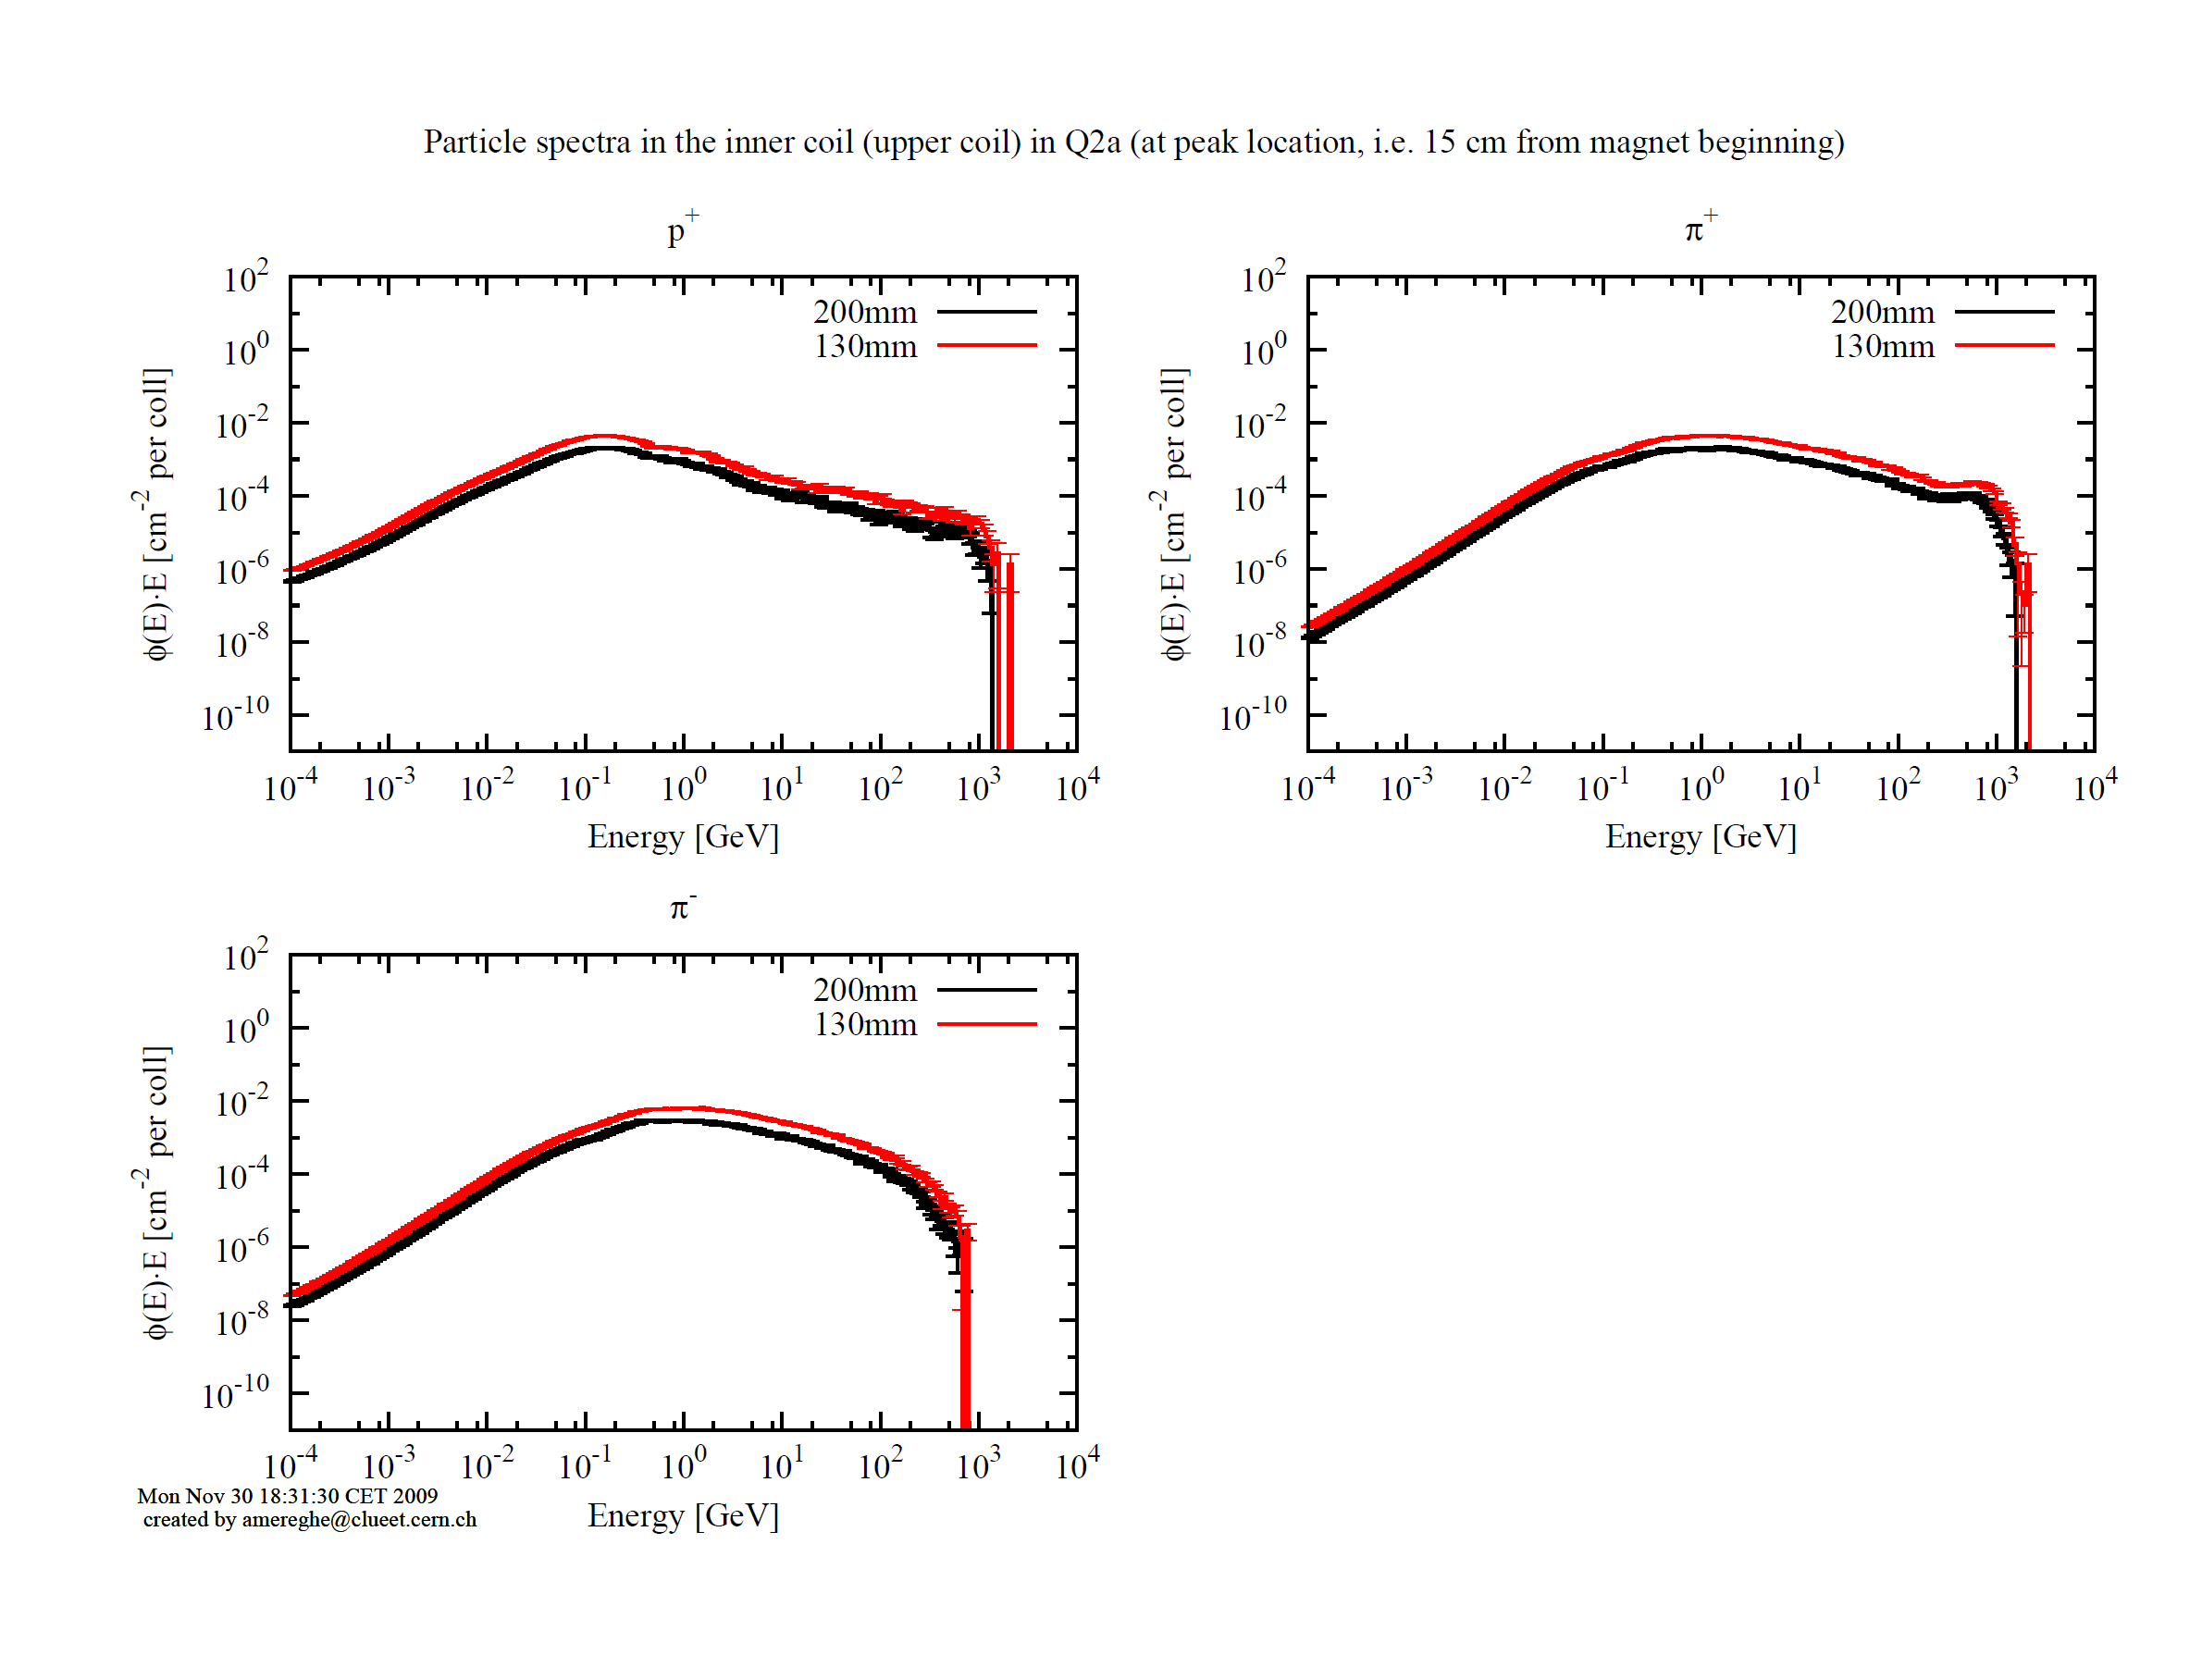 Particle spectra in the inner coil (upper coil) in Q2a (at peak location, i.e. 15 cm from magnet beginning)
p+
10^2
10^0
10^-2
10^-4
10^-6
10^-8
10^-10
ϕ(E)·E [cm^-2 per coll]
200mm
130mm
10^-4 10^-3 10^-2 10^-1 10^0 10^1 10^2 10^3 10^4
Energy [GeV]
π+
10^2
10^0
10^-2
10^-4
10^-6
10^-8
10^-10
ϕ(E)·E [cm^-2 per coll]
200mm
130mm
10^-4 10^-3 10^-2 10^-1 10^0 10^1 10^2 10^3 10^4
Energy [GeV]
π-
10^2
10^0
10^-2
10^-4
10^-6
10^-8
10^-10
ϕ(E)·E [cm^-2 per coll]
200mm
130mm
10^-4 10^-3 10^-2 10^-1 10^0 10^1 10^2 10^3 10^4
Energy [GeV]
Mon Nov 30 18:31:30 CET 2009
created by amereghe@clueet.cern.ch